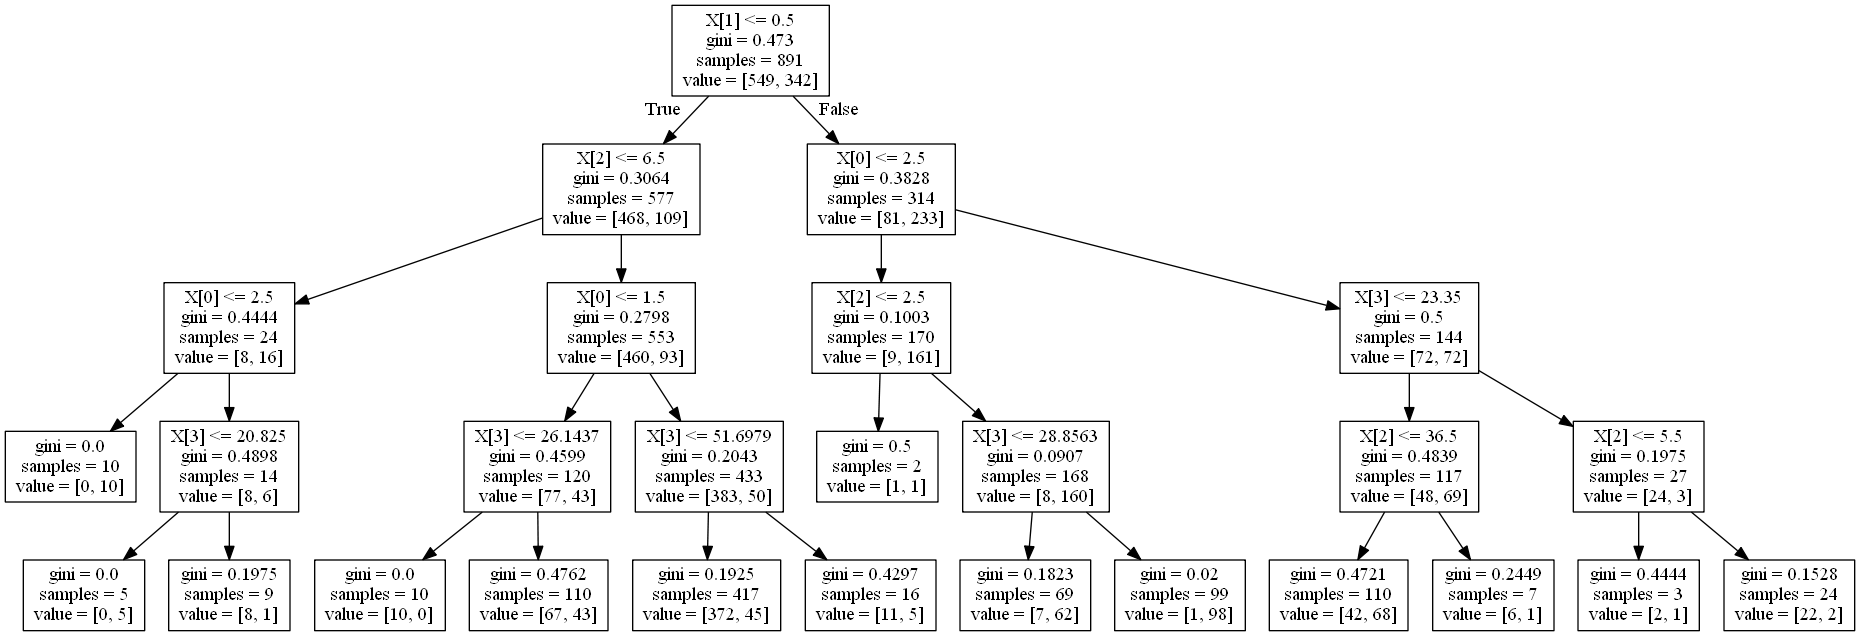 X[1] <= 0.5
gini = 0.473
samples = 891
value = [549, 342]
True
False
X[2] <= 6.5
gini = 0.3064
samples = 577
value = [468, 109]
X[0] <= 2.5
gini = 0.3828
samples = 314
value = [81, 233]
X[0] <= 2.5
gini = 0.4444
samples = 24
value = [8, 16]
X[0] <= 1.5
gini = 0.2798
samples = 553
value = [460, 93]
X[2] <= 2.5
gini = 0.1003
samples = 170
value = [9, 161]
X[3] <= 23.35
gini = 0.5
samples = 144
value = [72, 72]
gini = 0.0
samples = 10
value = [0, 10]
X[3] <= 20.825
gini = 0.4898
samples = 14
value = [8, 6]
X[3] <= 26.1437
gini = 0.4599
samples = 120
value = [77, 43]
X[3] <= 51.6979
gini = 0.2043
samples = 433
value = [383, 50]
gini = 0.5
samples = 2
value = [1, 1]
X[3] <= 28.8563
gini = 0.0907
samples = 168
value = [8, 160]
X[2] <= 36.5
gini = 0.4839
samples = 117
value = [48, 69]
X[2] <= 5.5
gini = 0.1975
samples = 27
value = [24, 3]
gini = 0.0
samples = 5
value = [0, 5]
gini = 0.1975
samples = 9
value = [8, 1]
gini = 0.0
samples = 10
value = [10, 0]
gini = 0.4762
samples = 110
value = [67, 43]
gini = 0.1925
samples = 417
value = [372, 45]
gini = 0.4297
samples = 16
value = [11, 5]
gini = 0.1823
samples = 69
value = [7, 62]
gini = 0.02
samples = 99
value = [1, 98]
gini = 0.4721
samples = 110
value = [42, 68]
gini = 0.2449
samples = 7
value = [6, 1]
gini = 0.4444
samples = 3
value = [2, 1]
gini = 0.1528
samples = 24
value = [22, 2]